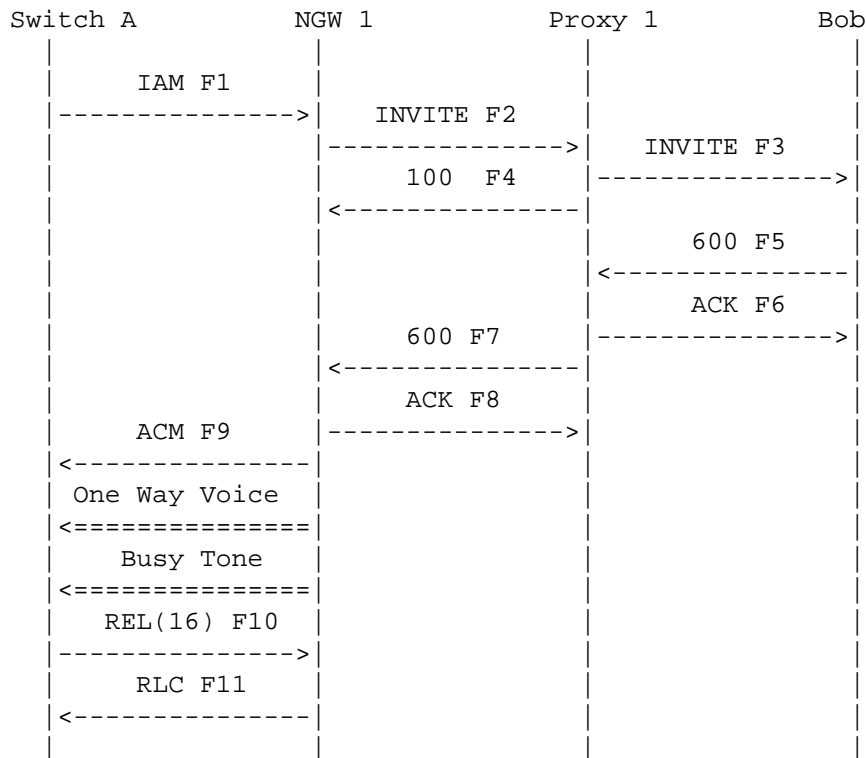 Switch A NGW 1 Proxy 1 Bob
IAM F1
INVITE F2
INVITE F3
100 F4
600 F5
ACK F6
600 F7
ACK F8
ACM F9
One Way Voice
Busy Tone
REL(16) F10
RLC F11